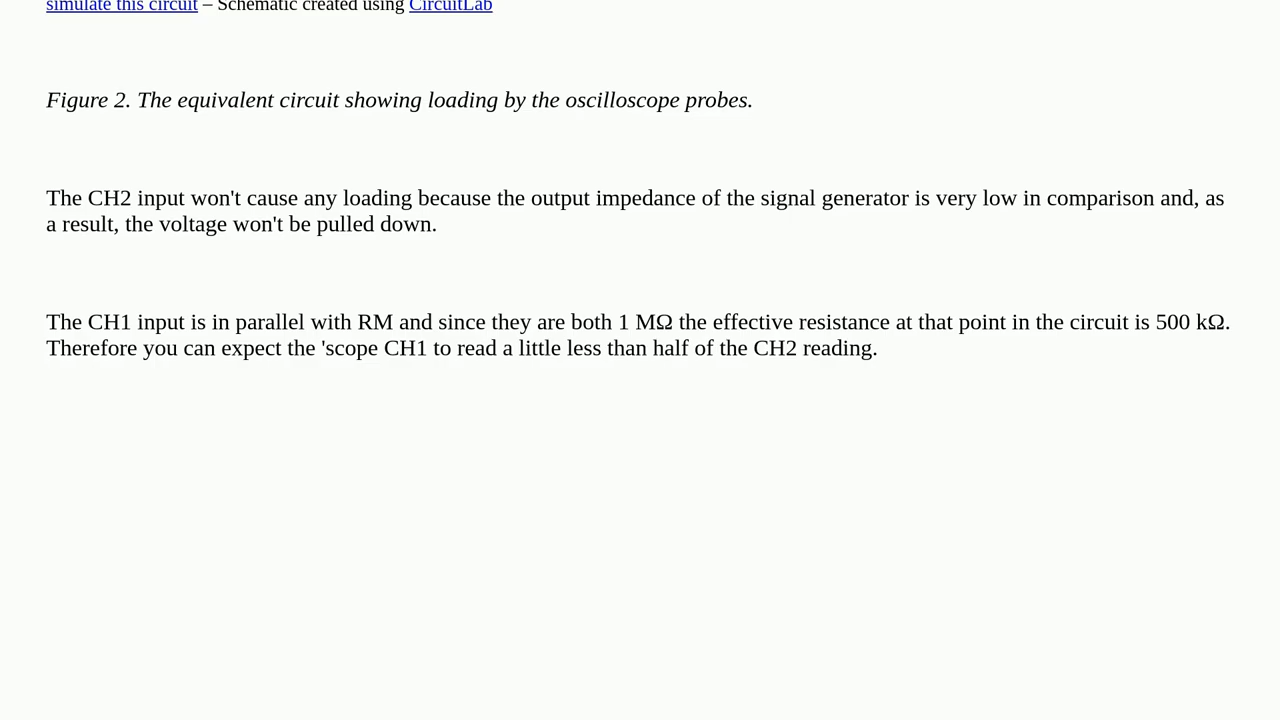 simulate this circuit – Schematic created using CircuitLab
Figure 2. The equivalent circuit showing loading by the oscilloscope probes.
The CH2 input won't cause any loading because the output impedance of the signal generator is very low in comparison and, as
a result, the voltage won't be pulled down.
The CH1 input is in parallel with RM and since they are both 1 MΩ the effective resistance at that point in the circuit is 500 kΩ.
Therefore you can expect the 'scope CH1 to read a little less than half of the CH2 reading.